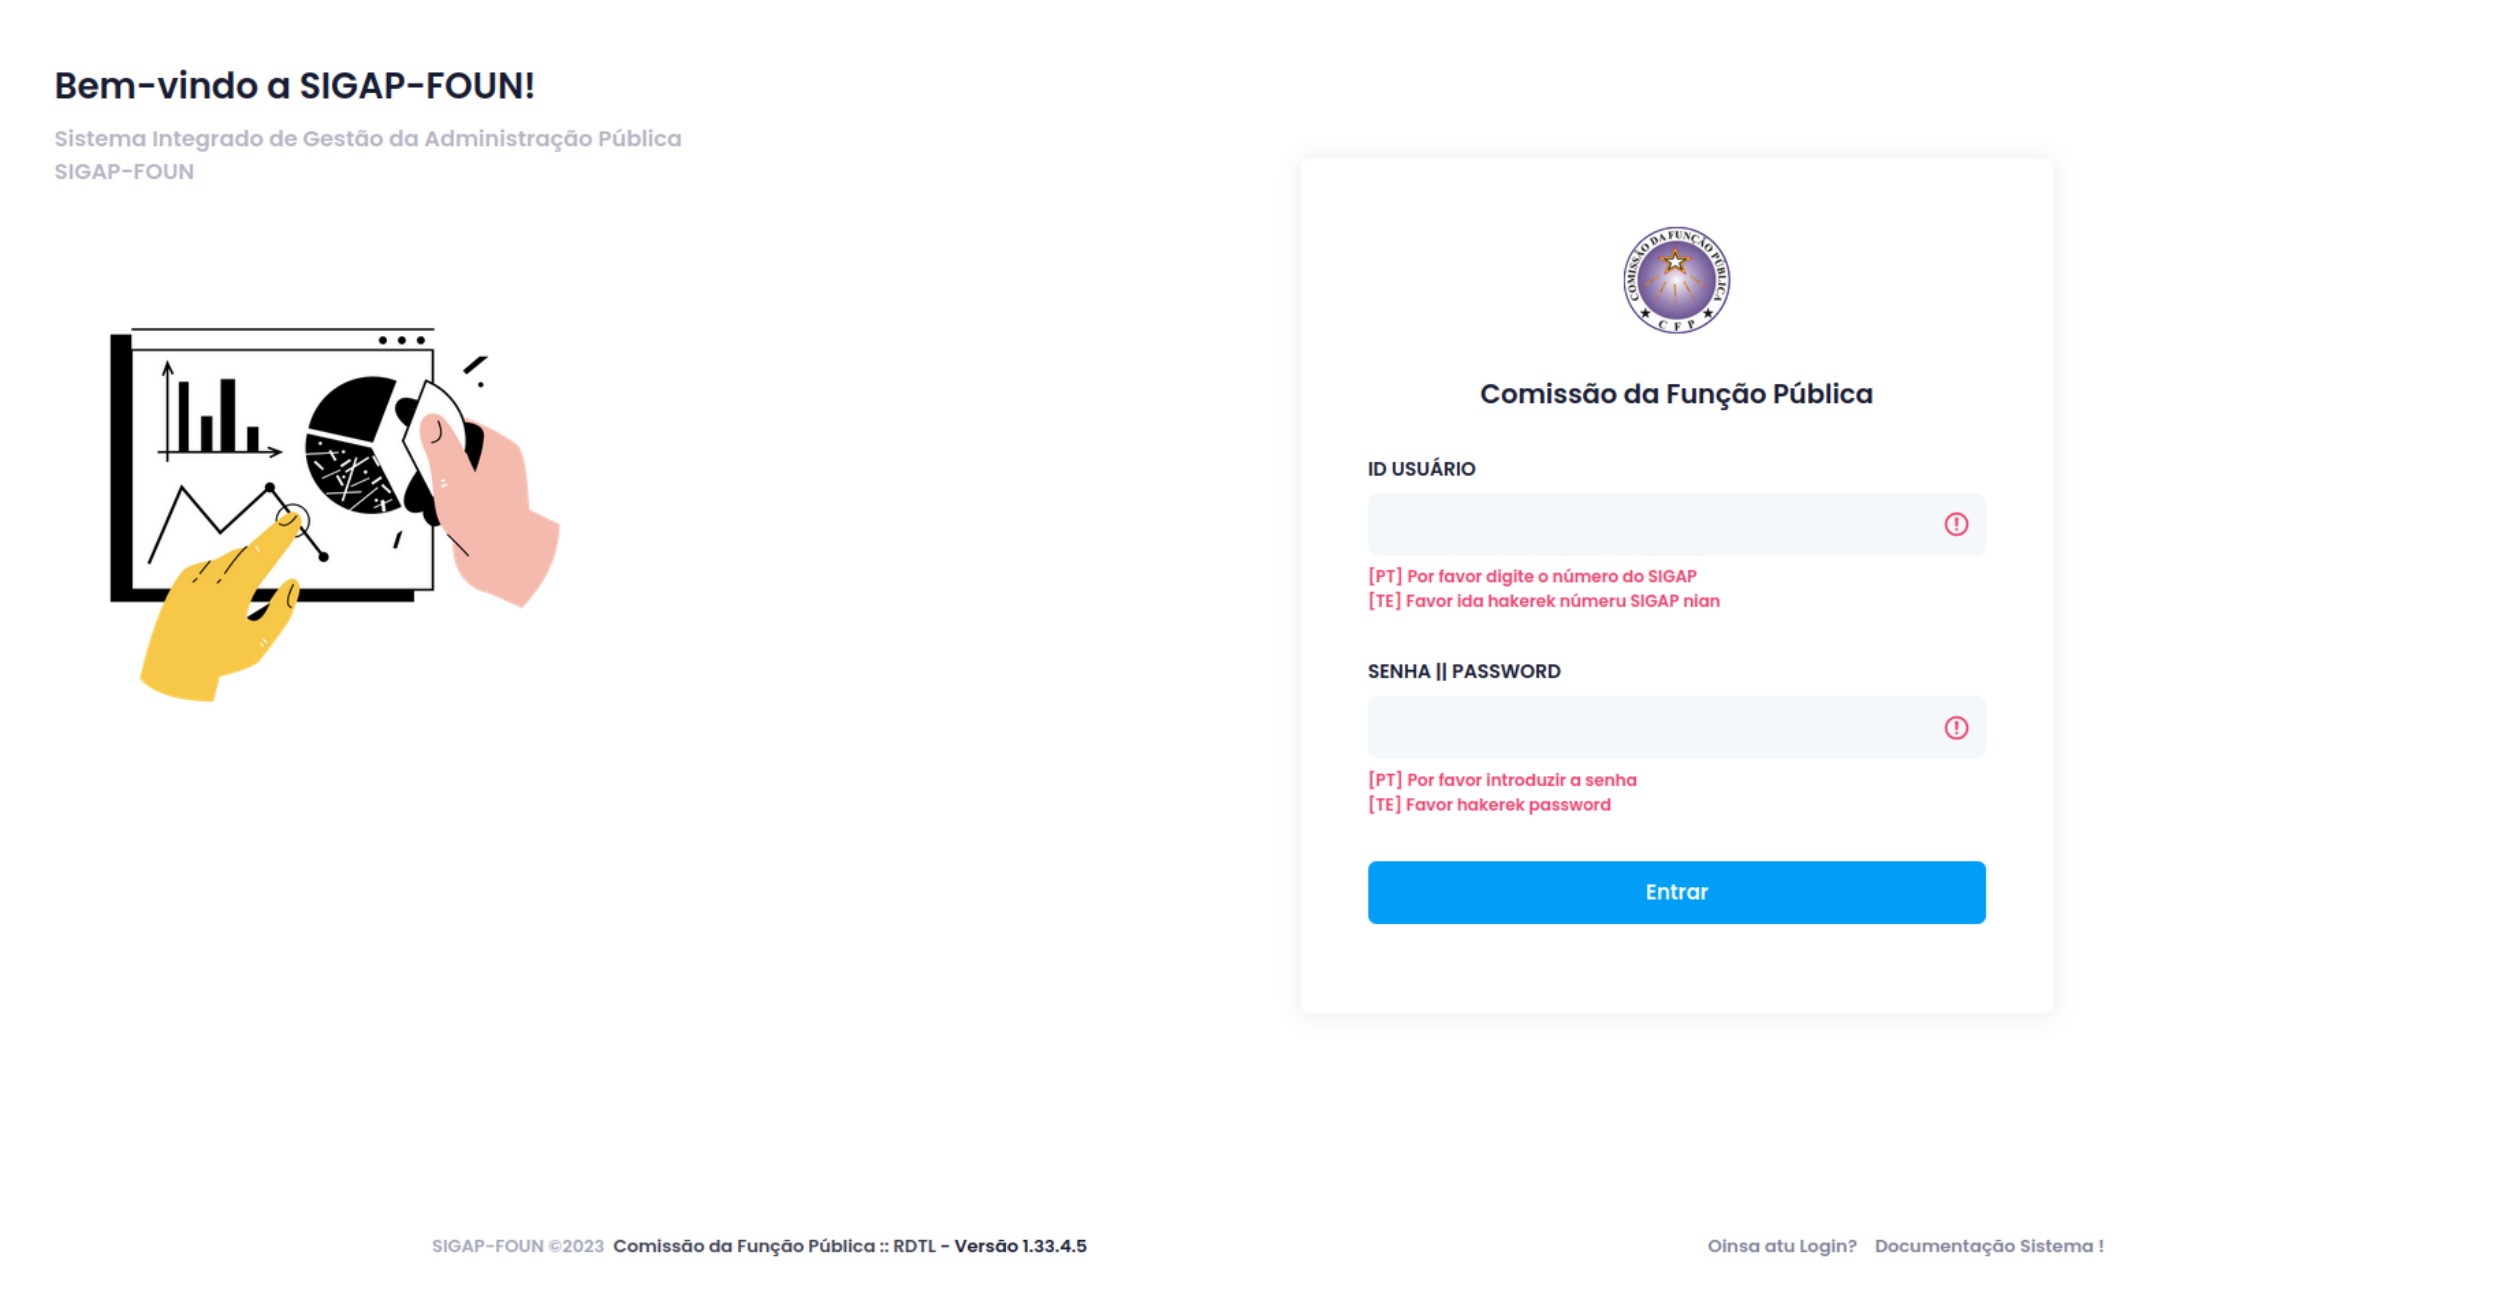 Bem-vindo a SIGAP-FOUN!
Sistema Integrado de Gestão da Administração Pública
SIGAP-FOUN
COMISSÃO DA FUNÇÃO PÚBLICA
★ C F P ★
Comissão da Função Pública
ID USUÁRIO
[PT] Por favor digite o número do SIGAP
[TE] Favor ida hakerek númeru SIGAP nian
SENHA || PASSWORD
[PT] Por favor introduzir a senha
[TE] Favor hakerek password
Entrar
SIGAP-FOUN ©2023 Comissão da Função Pública :: RDTL - Versão 1.33.4.5
Oinsa atu Login? Documentação Sistema !